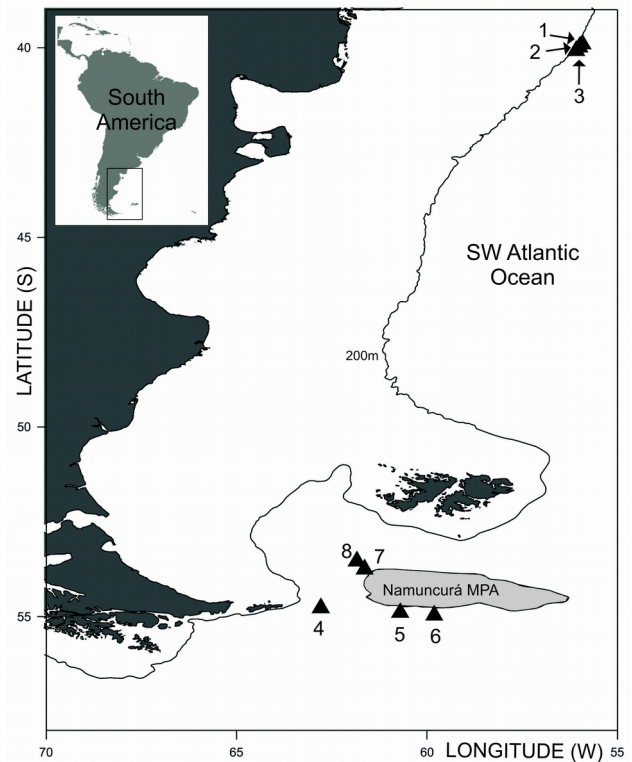 40
1
2
3
South
America
45
SW Atlantic
Ocean
LATITUDE (S)
200m
50
8
7
Namuncurá MPA
55
4
5
6
70
65
60
LONGITUDE (W)
55